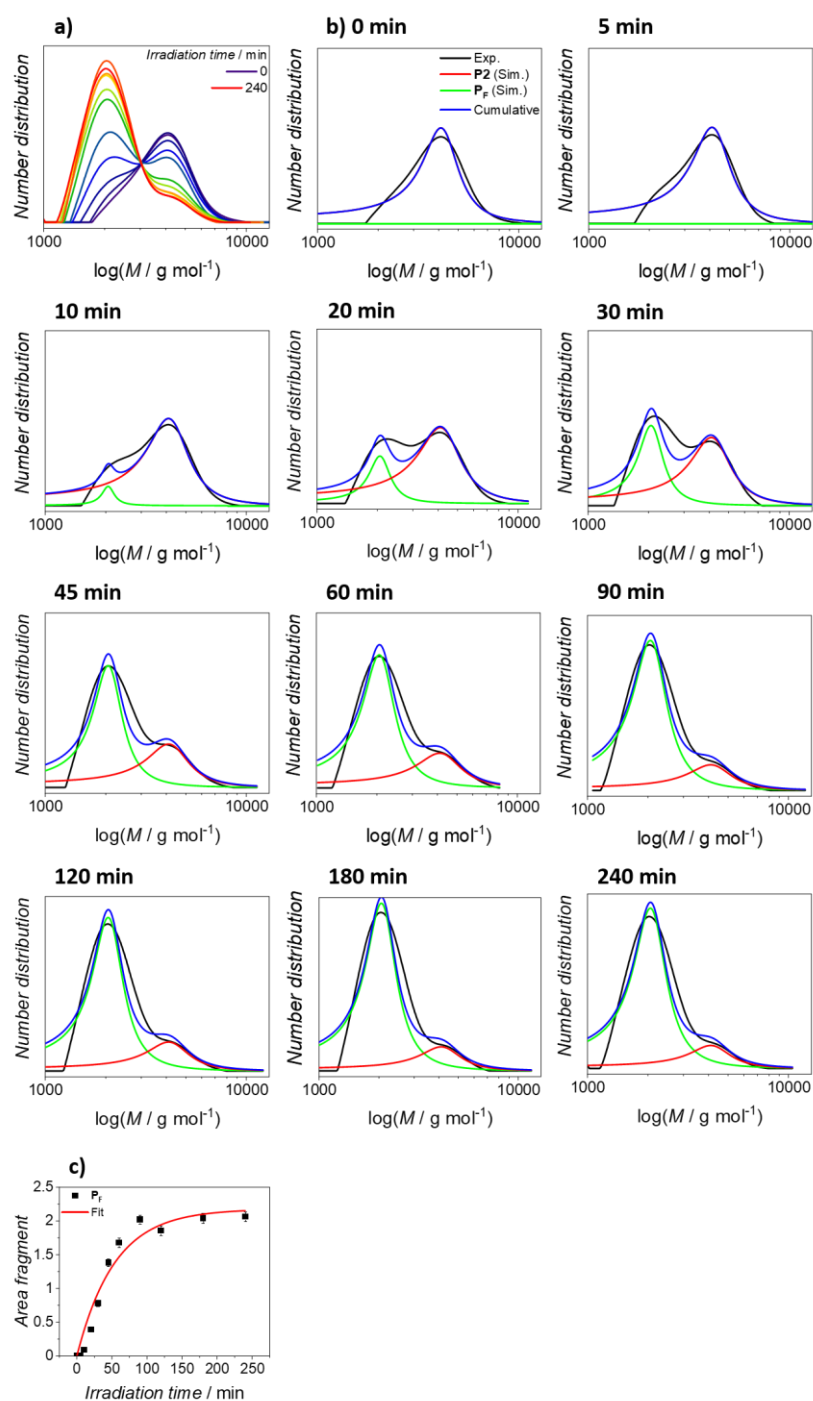 a)
Irradiation time / min
0
240
Number distribution
1000
10000
log(M / g mol⁻¹)
b) 0 min
Exp.
P2 (Sim.)
P_F (Sim.)
Cumulative
Number distribution
1000
10000
log(M / g mol⁻¹)
5 min
Number distribution
1000
10000
log(M / g mol⁻¹)
10 min
Number distribution
1000
10000
log(M / g mol⁻¹)
20 min
Number distribution
1000
10000
log(M / g mol⁻¹)
30 min
Number distribution
1000
10000
log(M / g mol⁻¹)
45 min
Number distribution
1000
10000
log(M / g mol⁻¹)
60 min
Number distribution
1000
10000
log(M / g mol⁻¹)
90 min
Number distribution
1000
10000
log(M / g mol⁻¹)
120 min
Number distribution
1000
10000
log(M / g mol⁻¹)
180 min
Number distribution
1000
10000
log(M / g mol⁻¹)
240 min
Number distribution
1000
10000
log(M / g mol⁻¹)
c)
P_F
Fit
Area fragment
2.5
2
1.5
1
0.5
0
0 50 100 150 200 250
Irradiation time / min